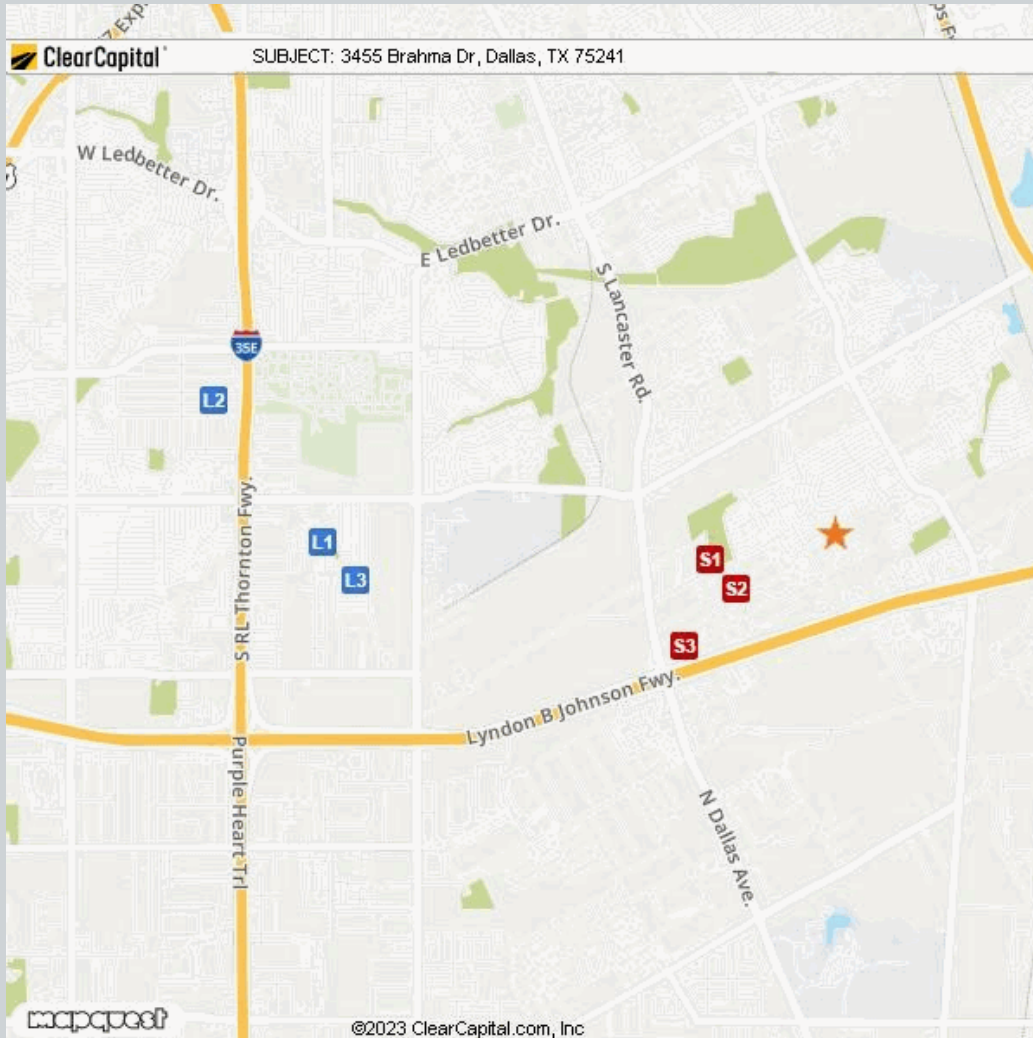 ClearCapital
SUBJECT: 3455 Brahma Dr, Dallas, TX 75241
W Ledbetter Dr.
E Ledbetter Dr.
S Lancaster Rd.
35E
L2
S RL Thornton Fwy.
L1
L3
S1
S2
S3
Lyndon B Johnson Fwy.
Purple Heart Trl
N Dallas Ave.
mapquest
©2023 ClearCapital.com, Inc